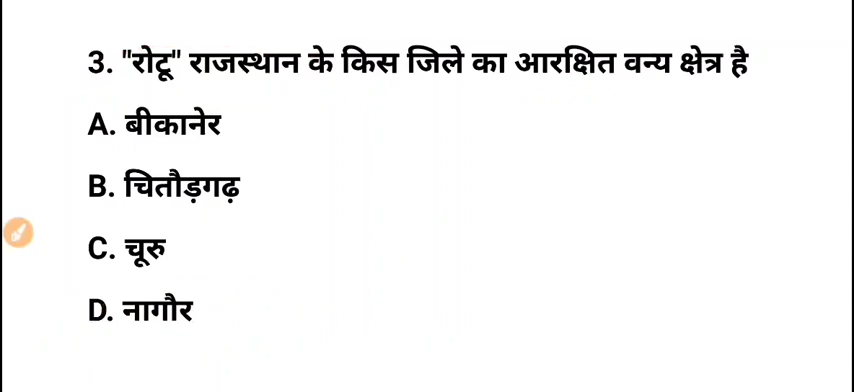 3. "रोटू" राजस्थान के किस जिले का आरक्षित वन्य क्षेत्र है
A. बीकानेर
B. चितौड़गढ़
C. चूरु
D. नागौर